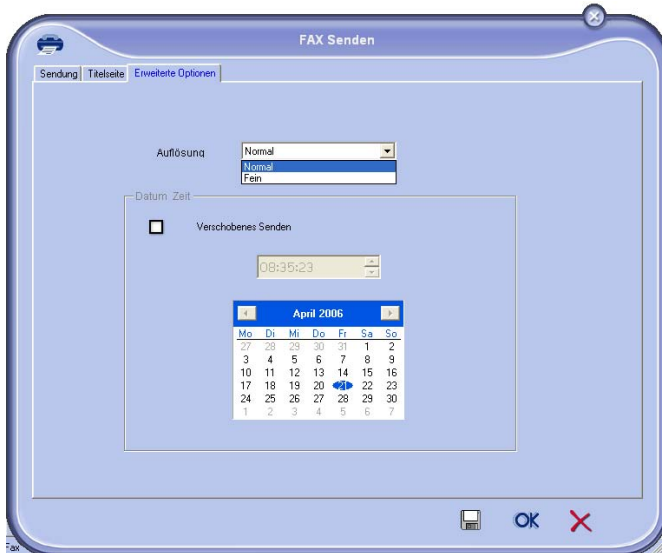 FAX Senden
Sendung Titelseite Erweiterte Optionen
Auflösung Normal
Normal
Fein
Datum Zeit
Verschobenes Senden
08:35:23
April 2006
Mo Di Mi Do Fr Sa So
27 28 29 30 31 1 2
3 4 5 6 7 8 9
10 11 12 13 14 15 16
17 18 19 20 21 22 23
24 25 26 27 28 29 30
1 2 3 4 5 6 7
OK
Fax